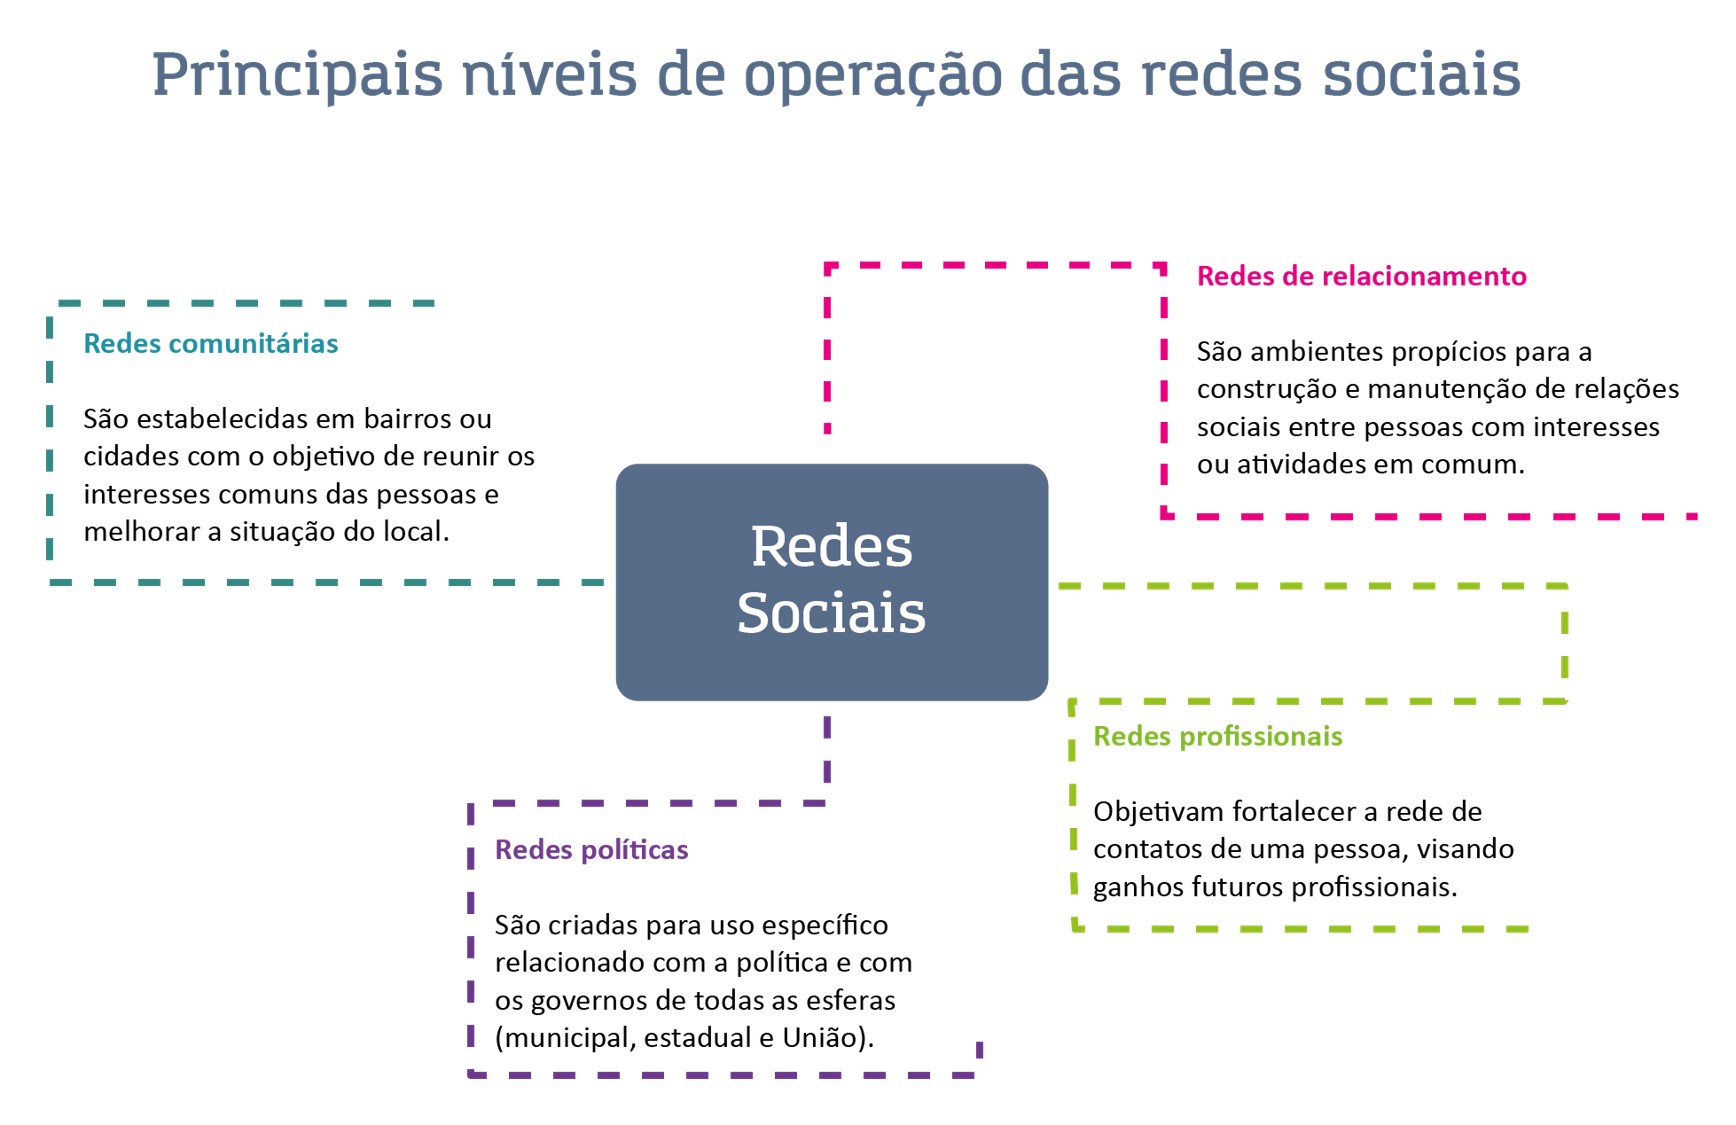 Principais níveis de operação das redes sociais
Redes de relacionamento
São ambientes propícios para a
construção e manutenção de relações
sociais entre pessoas com interesses
ou atividades em comum.
Redes comunitárias
São estabelecidas em bairros ou
cidades com o objetivo de reunir os
interesses comuns das pessoas e
melhorar a situação do local.
Redes
Sociais
Redes profissionais
Objetivam fortalecer a rede de
contatos de uma pessoa, visando
ganhos futuros profissionais.
Redes políticas
São criadas para uso específico
relacionado com a política e com
os governos de todas as esferas
(municipal, estadual e União).